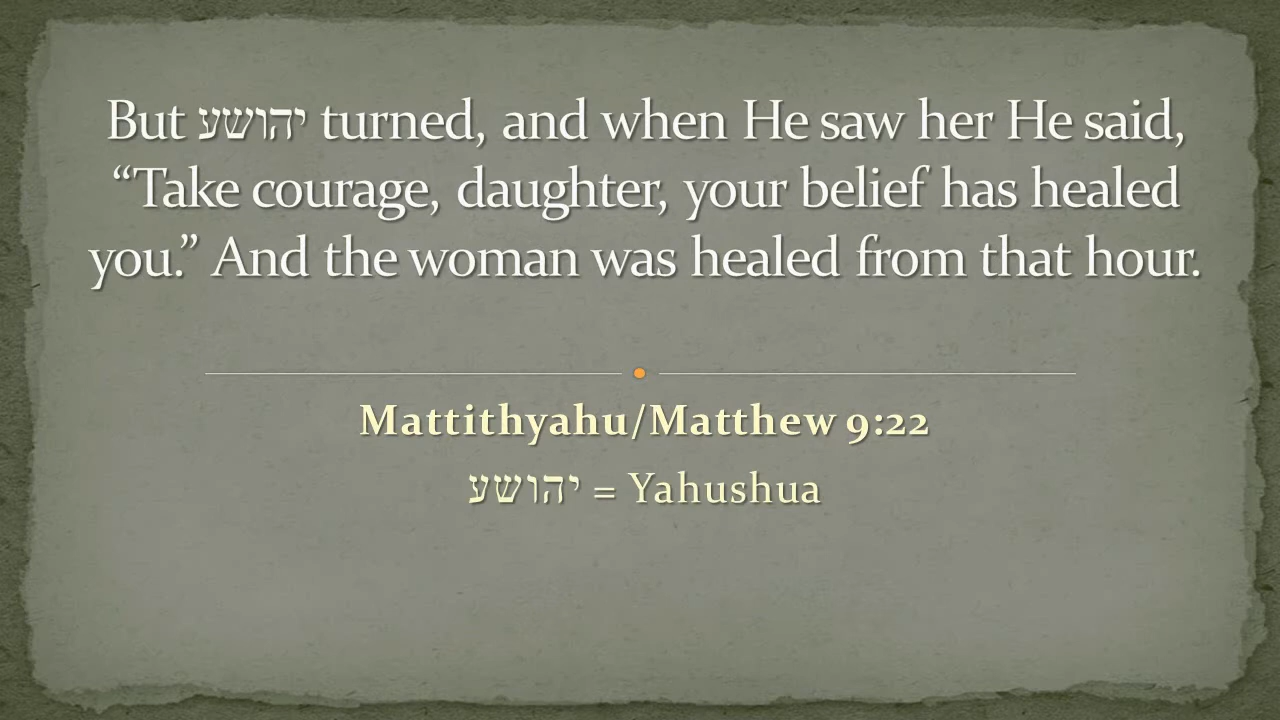 But יהושע turned, and when He saw her He said,
“Take courage, daughter, your belief has healed
you.” And the woman was healed from that hour.
Mattithyahu/Matthew 9:22
יהושע = Yahushua